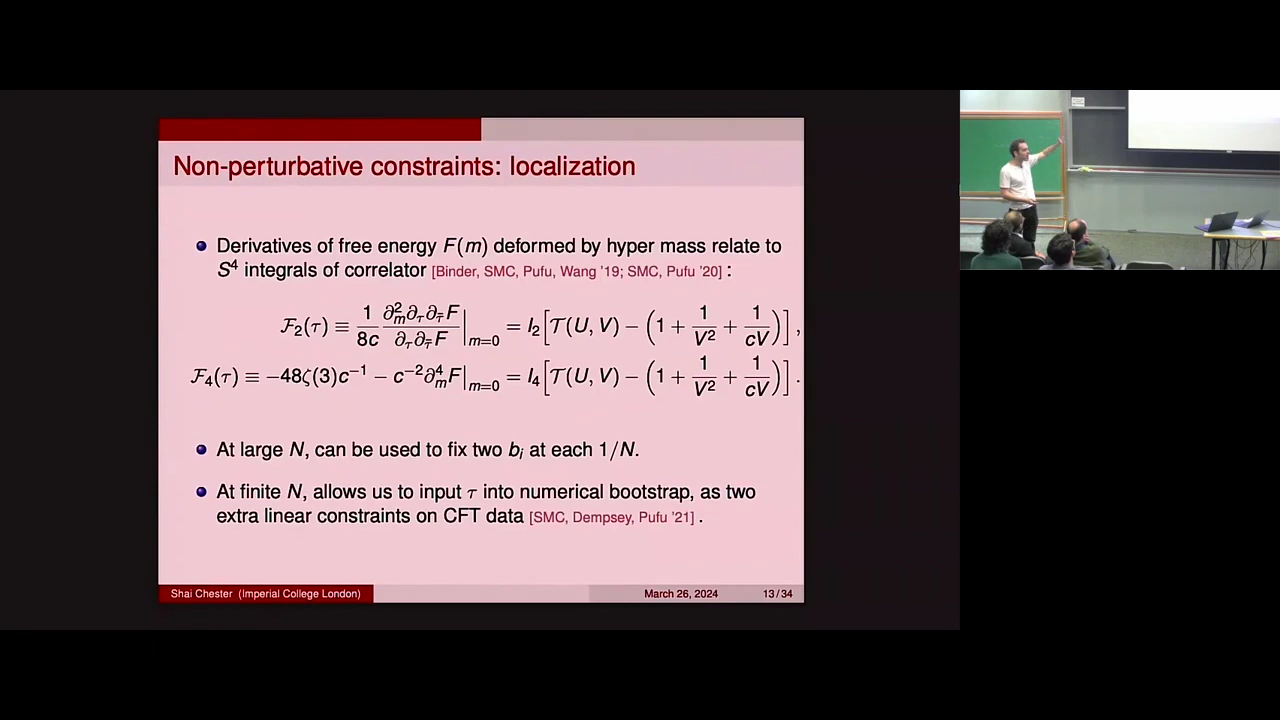 Non-perturbative constraints: localization
Derivatives of free energy F(m) deformed by hyper mass relate to
S⁴ integrals of correlator [Binder, SMC, Pufu, Wang '19; SMC, Pufu '20] :
𝓕₂(τ) ≡ 1/8c ∂²ₘ∂_τ∂_τ̄F / ∂_τ∂_τ̄F |ₘ₌₀ = I₂[𝒯(U, V) − (1 + 1/V² + 1/cV)] ,
𝓕₄(τ) ≡ −48ζ(3)c⁻¹ − c⁻²∂⁴ₘF|ₘ₌₀ = I₄[𝒯(U, V) − (1 + 1/V² + 1/cV)] .
At large N, can be used to fix two bᵢ at each 1/N.
At finite N, allows us to input τ into numerical bootstrap, as two
extra linear constraints on CFT data [SMC, Dempsey, Pufu '21] .
Shai Chester (Imperial College London) March 26, 2024 13 / 34